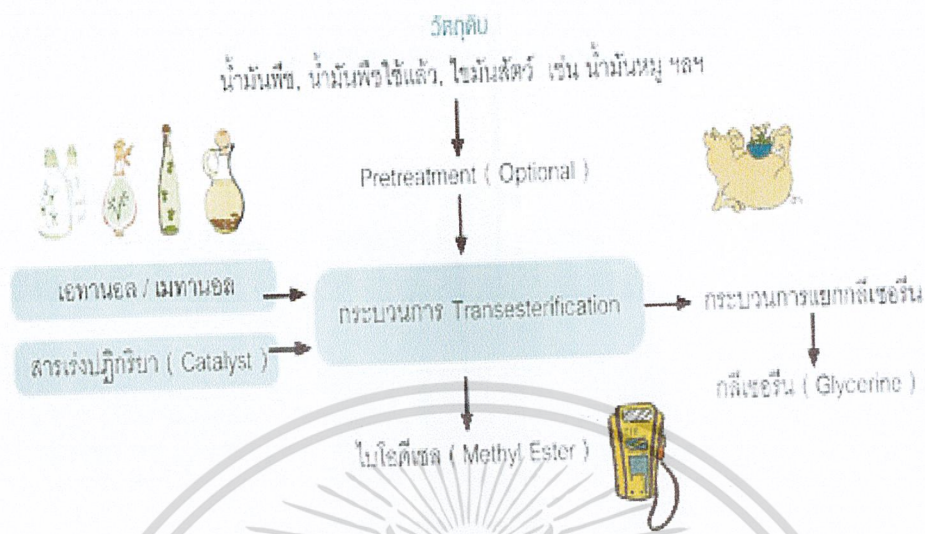 วัตถุดิบ
น้ำมันพืช, น้ำมันพืชใช้แล้ว, ไขมันสัตว์ เช่น น้ำมันหมู ฯลฯ
Pretreatment ( Optional )
เอทานอล / เมทานอล
กระบวนการ Transesterification
กระบวนการแยกกลีเซอรีน
สารเร่งปฏิกริยา ( Catalyst )
กลีเซอรีน ( Glycerine )
ไบโอดีเซล ( Methyl Ester )